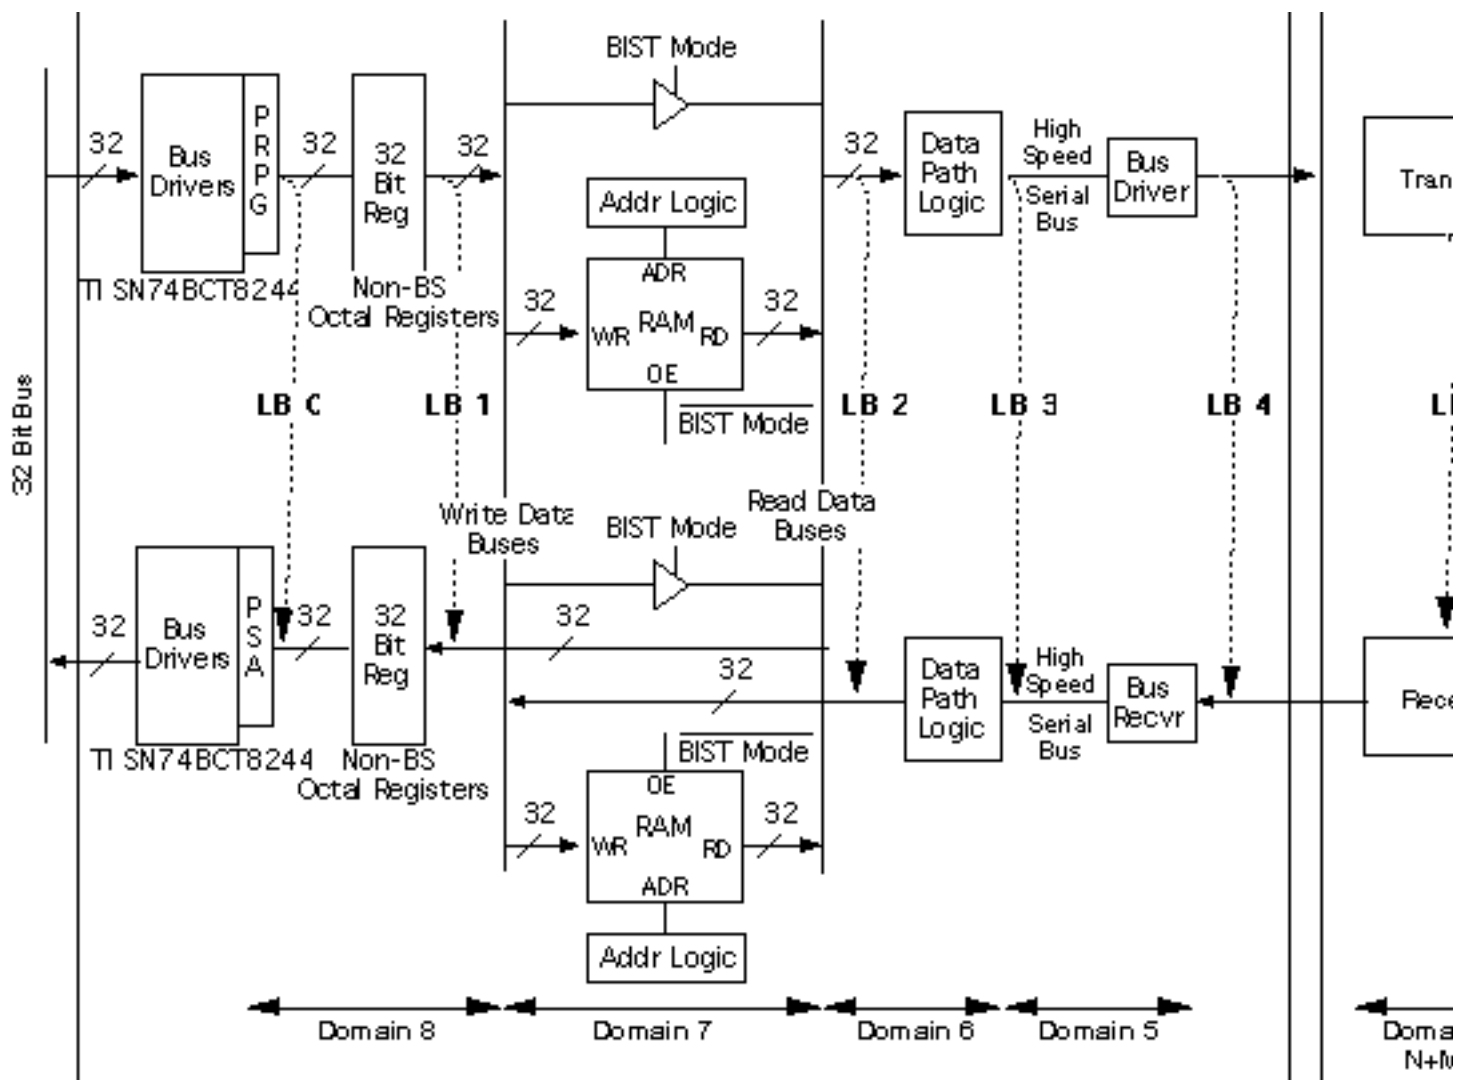 BIST Mode
32
Bus
Drivers
P
R
P
G
32
32
Bit
Reg
32
32
Data
Path
Logic
High
Speed
Serial
Bus
Bus
Driver
Tran
Addr Logic
TI SN74BCT8244
Non-BS
Octal Registers
32
ADR
WR
RAM
RD
OE
32
BIST Mode
LB 0
LB 1
LB 2
LB 3
LB 4
32 Bit Bus
Write Data
Buses
BIST Mode
Read Data
Buses
32
Bus
Drivers
P
S
A
32
32
Bit
Reg
32
32
Data
Path
Logic
High
Speed
Serial
Bus
Bus
Recvr
Rece
TI SN74BCT8244
Non-BS
Octal Registers
BIST Mode
32
OE
WR
RAM
RD
ADR
32
Addr Logic
Domain 8
Domain 7
Domain 6
Domain 5
Doma